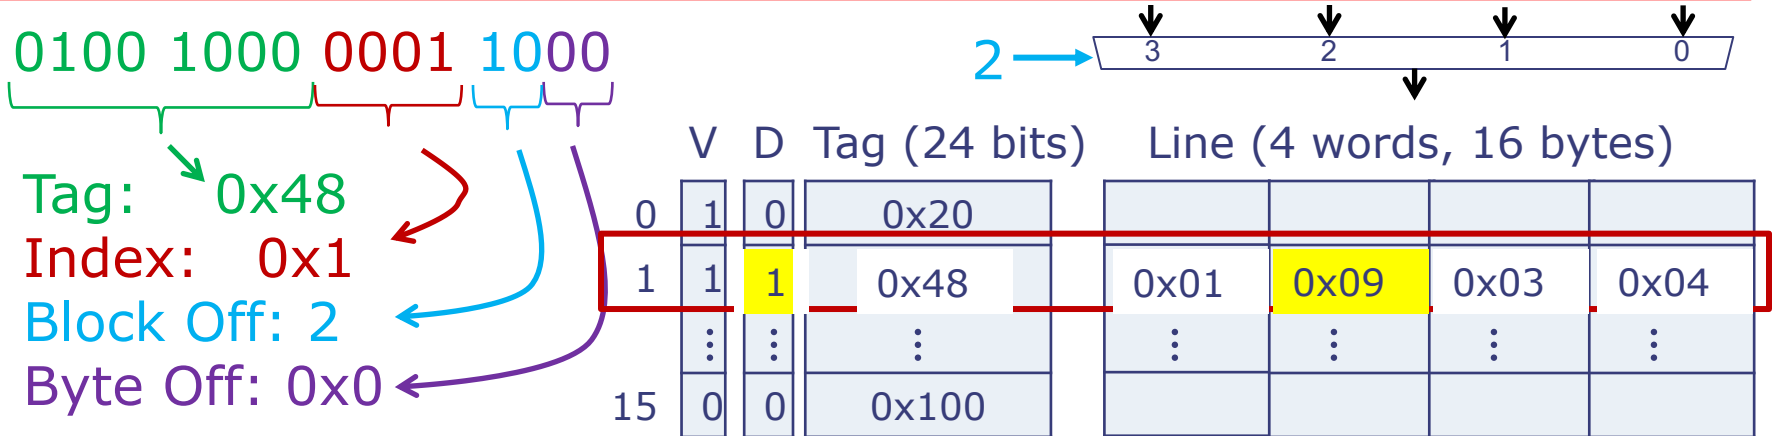 0100 1000 0001 1000
Tag: 0x48
Index: 0x1
Block Off: 2
Byte Off: 0x0
2 3 2 1 0
V D Tag (24 bits) Line (4 words, 16 bytes)
0 1 0 0x20
1 1 1 0x48 0x01 0x09 0x03 0x04
⋮ ⋮ ⋮ ⋮ ⋮ ⋮ ⋮
15 0 0 0x100